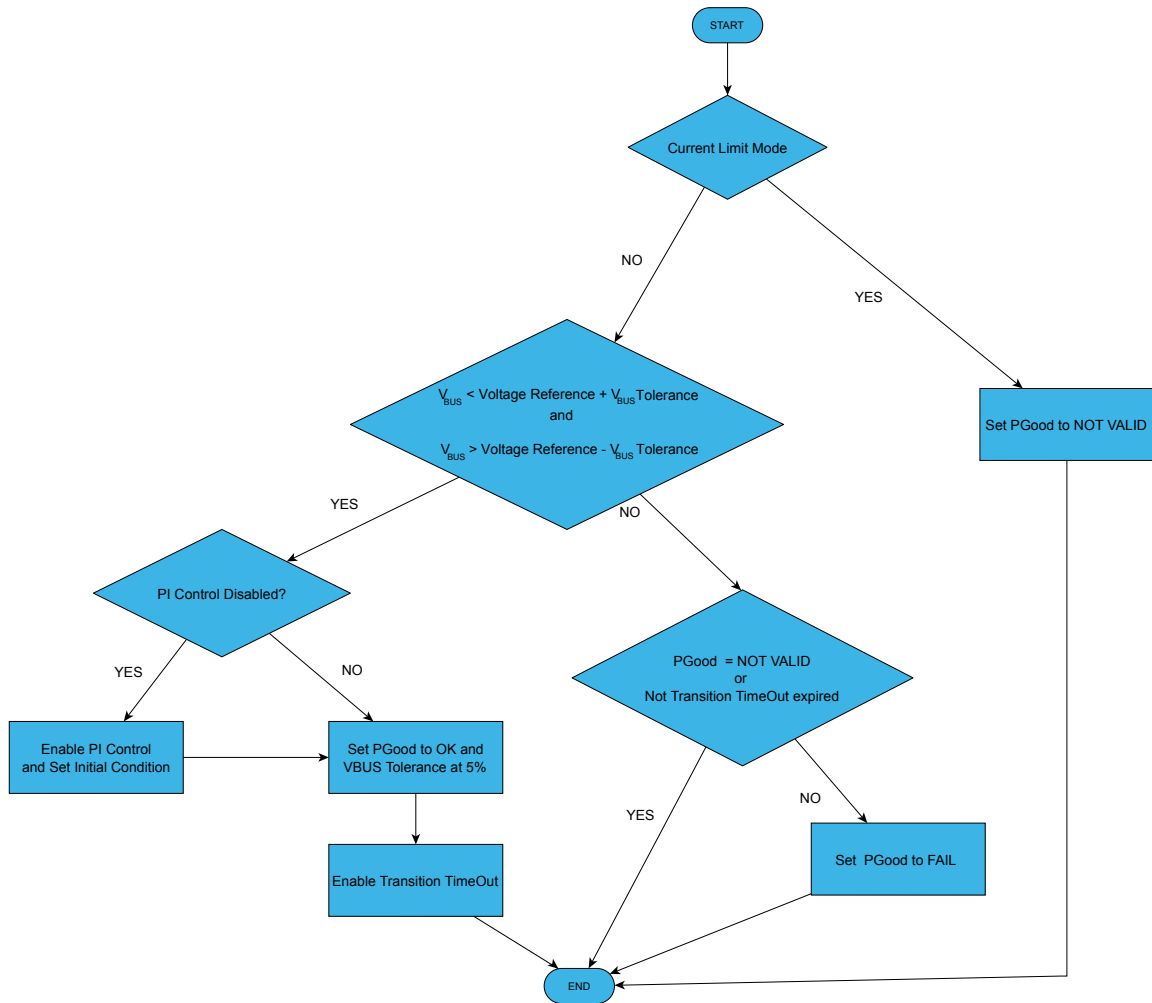 START
Current Limit Mode
NO
YES
VBUS < Voltage Reference + VBUS Tolerance
and
VBUS > Voltage Reference - VBUS Tolerance
Set PGood to NOT VALID
YES
NO
PI Control Disabled?
PGood = NOT VALID
or
Not Transition TimeOut expired
YES
NO
Enable PI Control
and Set Initial Condition
Set PGood to OK and
VBUS Tolerance at 5%
YES
NO
Enable Transition TimeOut
Set PGood to FAIL
END